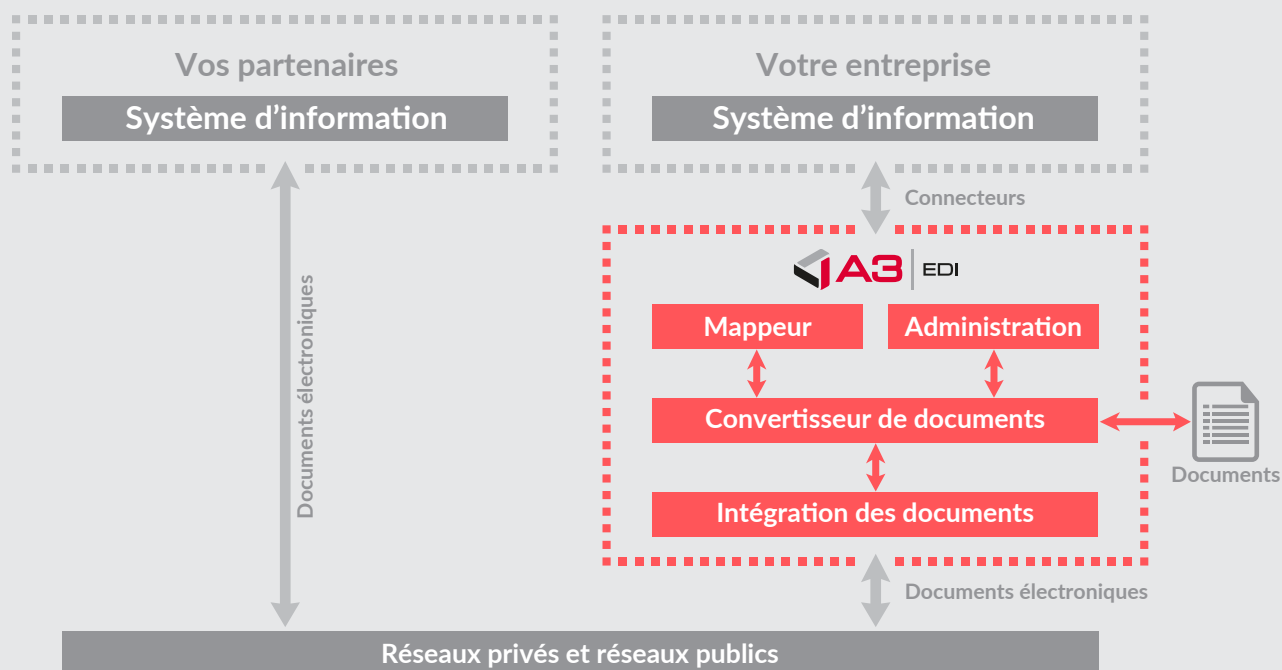 Vos partenaires
Système d'information
Votre entreprise
Système d'information
Connecteurs
A3 EDI
Mappeur
Administration
Convertisseur de documents
Documents
Intégration des documents
Documents électroniques
Documents électroniques
Réseaux privés et réseaux publics